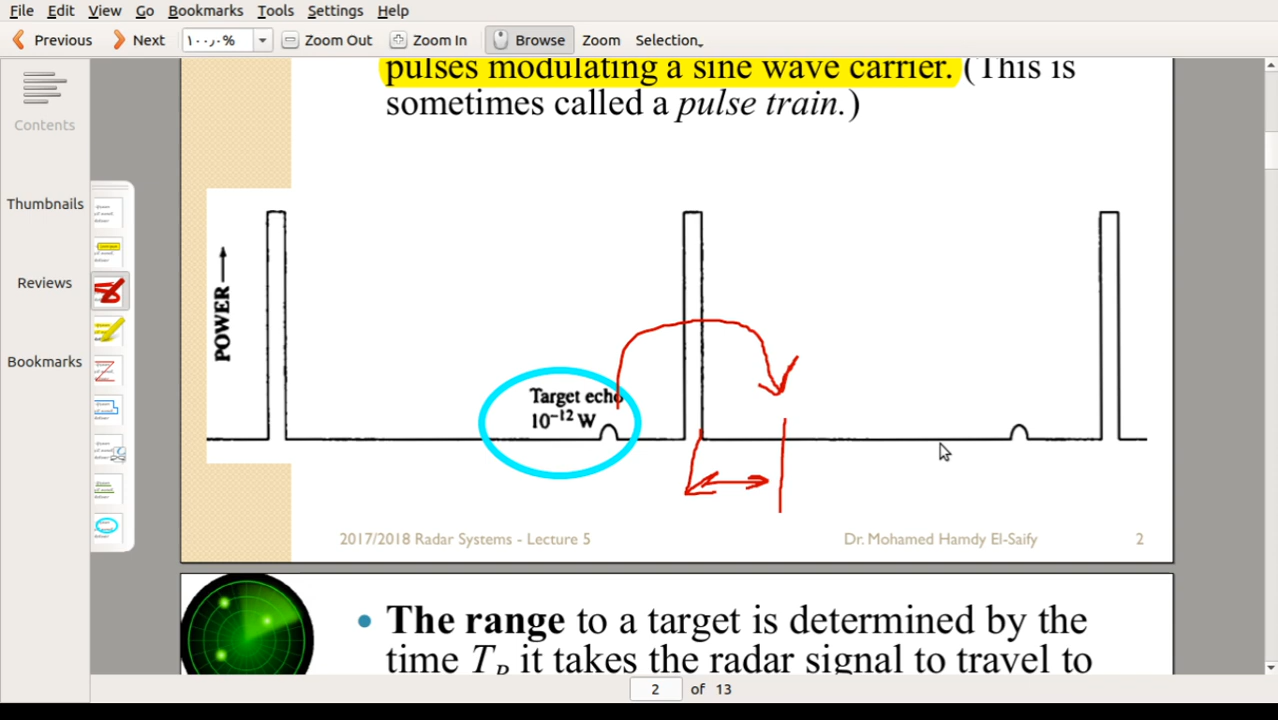 File Edit View Go Bookmarks Tools Settings Help
Previous Next ١٠٠٫٠% Zoom Out Zoom In Browse Zoom Selection
Contents
Thumbnails
Reviews
Bookmarks
pulses modulating a sine wave carrier. (This is
sometimes called a pulse train.)
POWER
Target echo
10⁻¹² W
2017/2018 Radar Systems - Lecture 5 Dr. Mohamed Hamdy El-Saify 2
• The range to a target is determined by the
time T_R it takes the radar signal to travel to
2 of 13